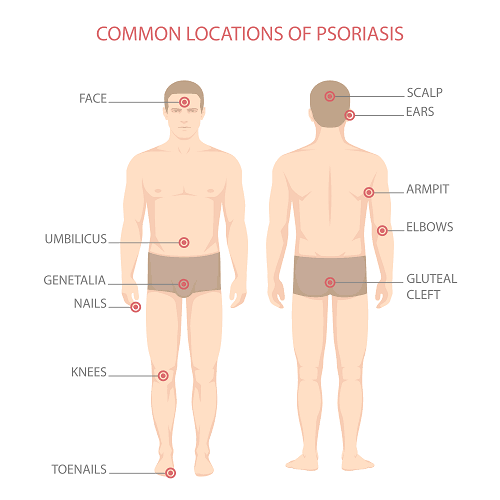 COMMON LOCATIONS OF PSORIASIS
FACE
UMBILICUS
GENETALIA
NAILS
KNEES
TOENAILS
SCALP
EARS
ARMPIT
ELBOWS
GLUTEAL
CLEFT